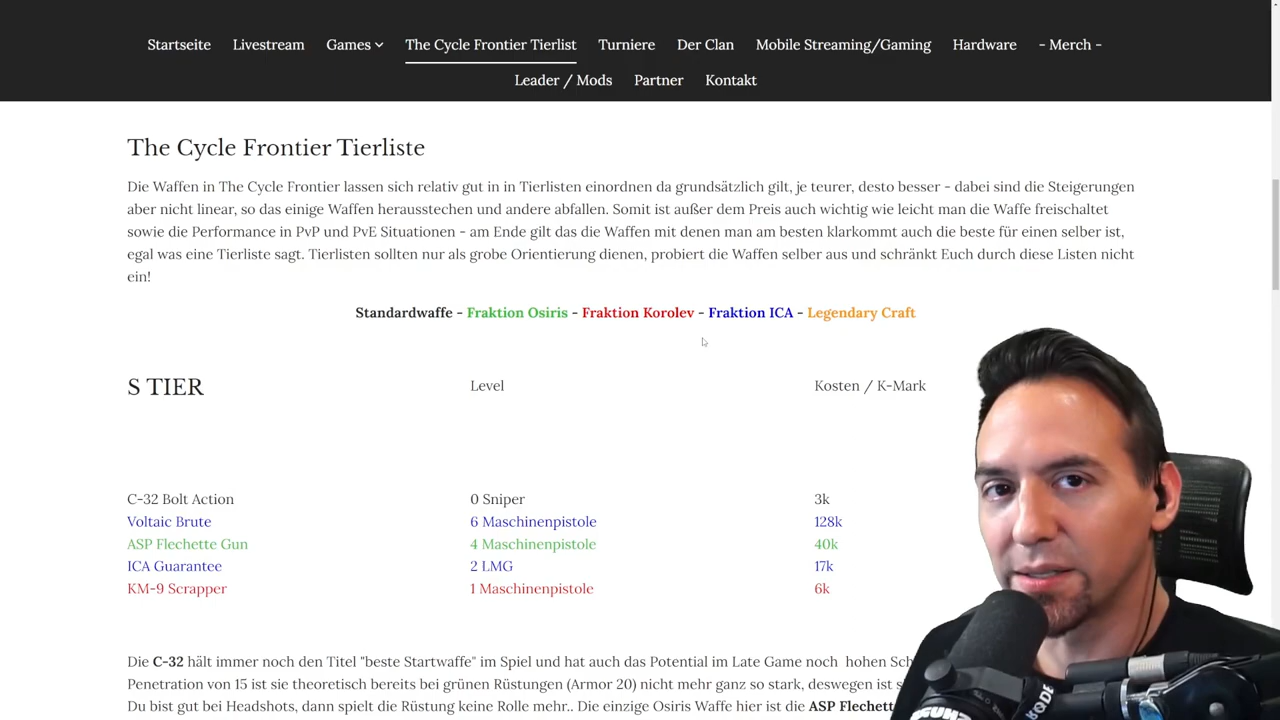 Startseite Livestream Games The Cycle Frontier Tierlist Turniere Der Clan Mobile Streaming/Gaming Hardware - Merch -
Leader / Mods Partner Kontakt
The Cycle Frontier Tierliste
Die Waffen in The Cycle Frontier lassen sich relativ gut in in Tierlisten einordnen da grundsätzlich gilt, je teurer, desto besser - dabei sind die Steigerungen
aber nicht linear, so das einige Waffen herausstechen und andere abfallen. Somit ist außer dem Preis auch wichtig wie leicht man die Waffe freischaltet
sowie die Performance in PvP und PvE Situationen - am Ende gilt das die Waffen mit denen man am besten klarkommt auch die beste für einen selber ist,
egal was eine Tierliste sagt. Tierlisten sollten nur als grobe Orientierung dienen, probiert die Waffen selber aus und schränkt Euch durch diese Listen nicht
ein!
Standardwaffe - Fraktion Osiris - Fraktion Korolev - Fraktion ICA - Legendary Craft
S TIER Level Kosten / K-Mark
C-32 Bolt Action 0 Sniper 3k
Voltaic Brute 6 Maschinenpistole 128k
ASP Flechette Gun 4 Maschinenpistole 40k
ICA Guarantee 2 LMG 17k
KM-9 Scrapper 1 Maschinenpistole 6k
Die C-32 hält immer noch den Titel "beste Startwaffe" im Spiel und hat auch das Potential im Late Game noch hohen
Penetration von 15 ist sie theoretisch bereits bei grünen Rüstungen (Armor 20) nicht mehr ganz so stark, deswegen ist
Du bist gut bei Headshots, dann spielt die Rüstung keine Rolle mehr.. Die einzige Osiris Waffe hier ist die ASP Flechette